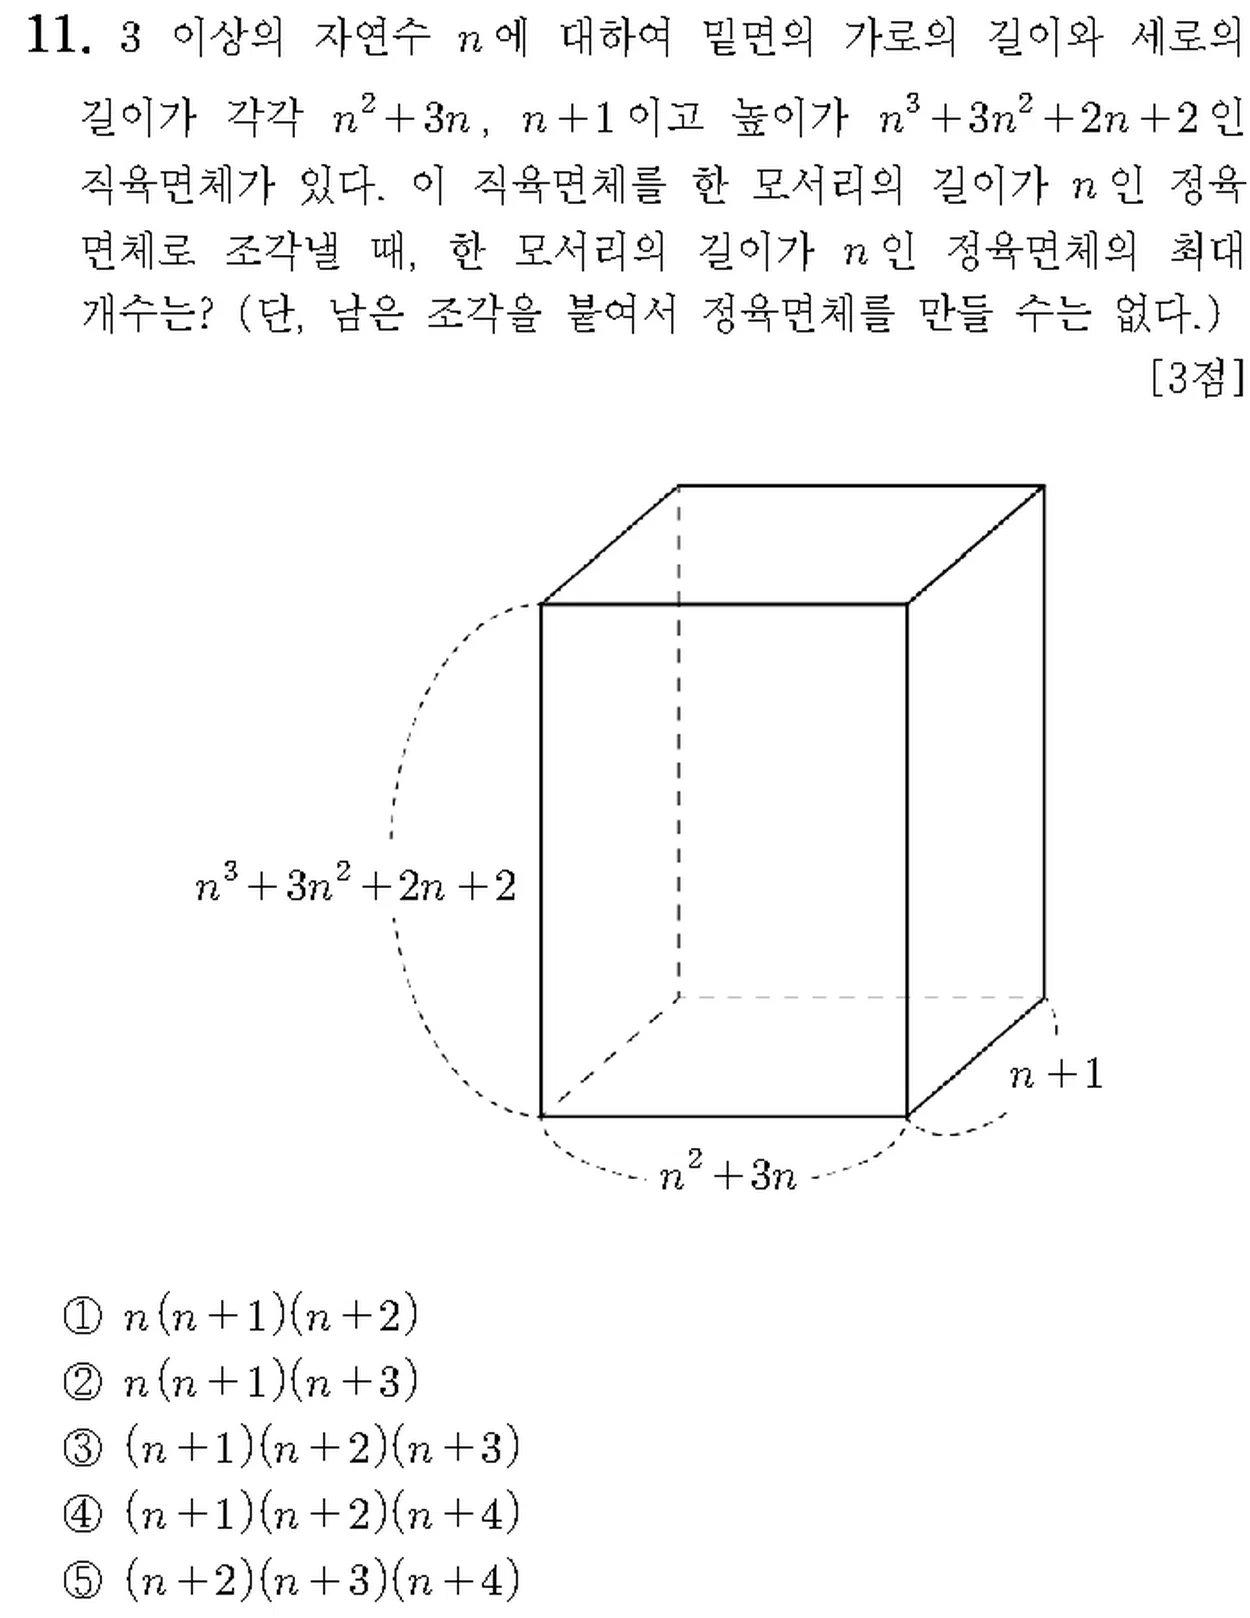 11. 3 이상의 자연수 n에 대하여 밑면의 가로의 길이와 세로의
길이가 각각 n²+3n, n+1이고 높이가 n³+3n²+2n+2인
직육면체가 있다. 이 직육면체를 한 모서리의 길이가 n인 정육
면체로 조각낼 때, 한 모서리의 길이가 n인 정육면체의 최대
개수는? (단, 남은 조각을 붙여서 정육면체를 만들 수는 없다.)
[3점]
n³+3n²+2n+2
n+1
n²+3n
① n(n+1)(n+2)
② n(n+1)(n+3)
③ (n+1)(n+2)(n+3)
④ (n+1)(n+2)(n+4)
⑤ (n+2)(n+3)(n+4)